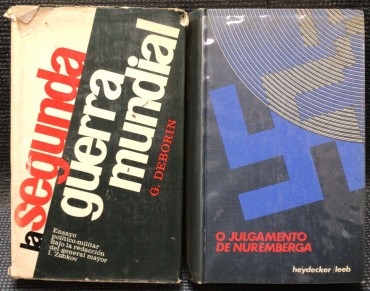 la
segunda
guerra
mundial
G. DEBORIN
Ensayo
político-militar
Bajo la redacción
del general mayor
I. Zubkov
O JULGAMENTO
DE NUREMBERGA
heydecker / leeb